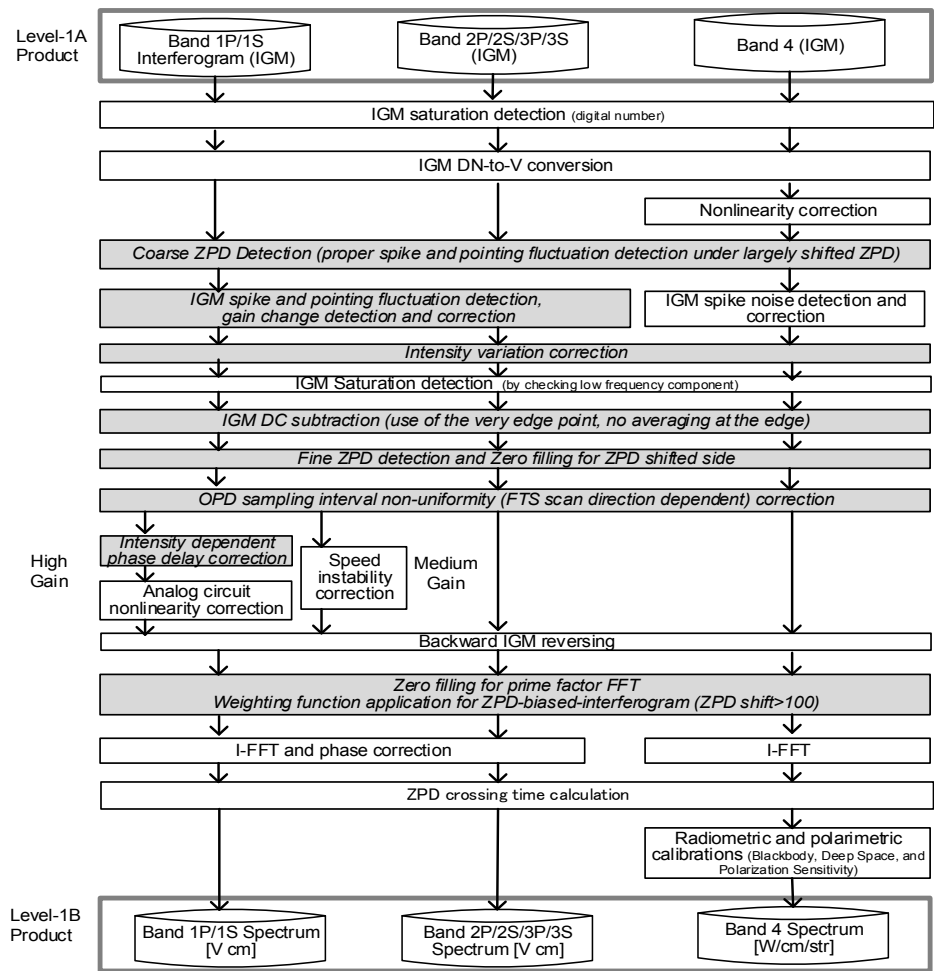 Level-1A
Product
Band 1P/1S
Interferogram (IGM)
Band 2P/2S/3P/3S
(IGM)
Band 4 (IGM)
IGM saturation detection (digital number)
IGM DN-to-V conversion
Nonlinearity correction
Coarse ZPD Detection (proper spike and pointing fluctuation detection under largely shifted ZPD)
IGM spike and pointing fluctuation detection,
gain change detection and correction
IGM spike noise detection and
correction
Intensity variation correction
IGM Saturation detection (by checking low frequency component)
IGM DC subtraction (use of the very edge point, no averaging at the edge)
Fine ZPD detection and Zero filling for ZPD shifted side
OPD sampling interval non-uniformity (FTS scan direction dependent) correction
High
Gain
Intensity dependent
phase delay correction
Analog circuit
nonlinearity correction
Speed
instability
correction
Medium
Gain
Backward IGM reversing
Zero filling for prime factor FFT
Weighting function application for ZPD-biased-interferogram (ZPD shift>100)
I-FFT and phase correction
I-FFT
ZPD crossing time calculation
Radiometric and polarimetric
calibrations (Blackbody, Deep Space, and
Polarization Sensitivity)
Level-1B
Product
Band 1P/1S Spectrum
[V cm]
Band 2P/2S/3P/3S
Spectrum [V cm]
Band 4 Spectrum
[W/cm/str]